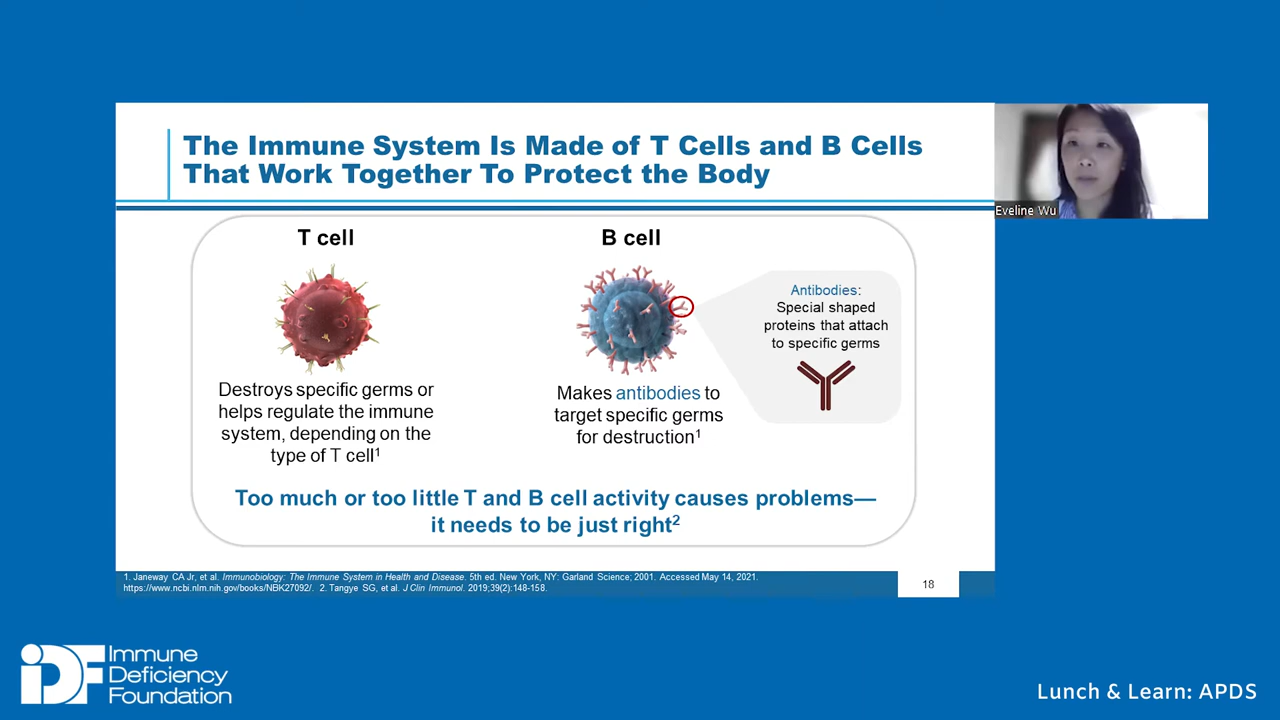 The Immune System Is Made of T Cells and B Cells
That Work Together To Protect the Body
Eveline Wu
T cell
Destroys specific germs or
helps regulate the immune
system, depending on the
type of T cell1
B cell
Makes antibodies to
target specific germs
for destruction1
Antibodies:
Special shaped
proteins that attach
to specific germs
Too much or too little T and B cell activity causes problems—
it needs to be just right2
1. Janeway CA Jr, et al. Immunobiology: The Immune System in Health and Disease. 5th ed. New York, NY: Garland Science; 2001. Accessed May 14, 2021.
https://www.ncbi.nlm.nih.gov/books/NBK27092/. 2. Tangye SG, et al. J Clin Immunol. 2019;39(2):148-158.
18
IDF
Immune
Deficiency
Foundation
Lunch & Learn: APDS